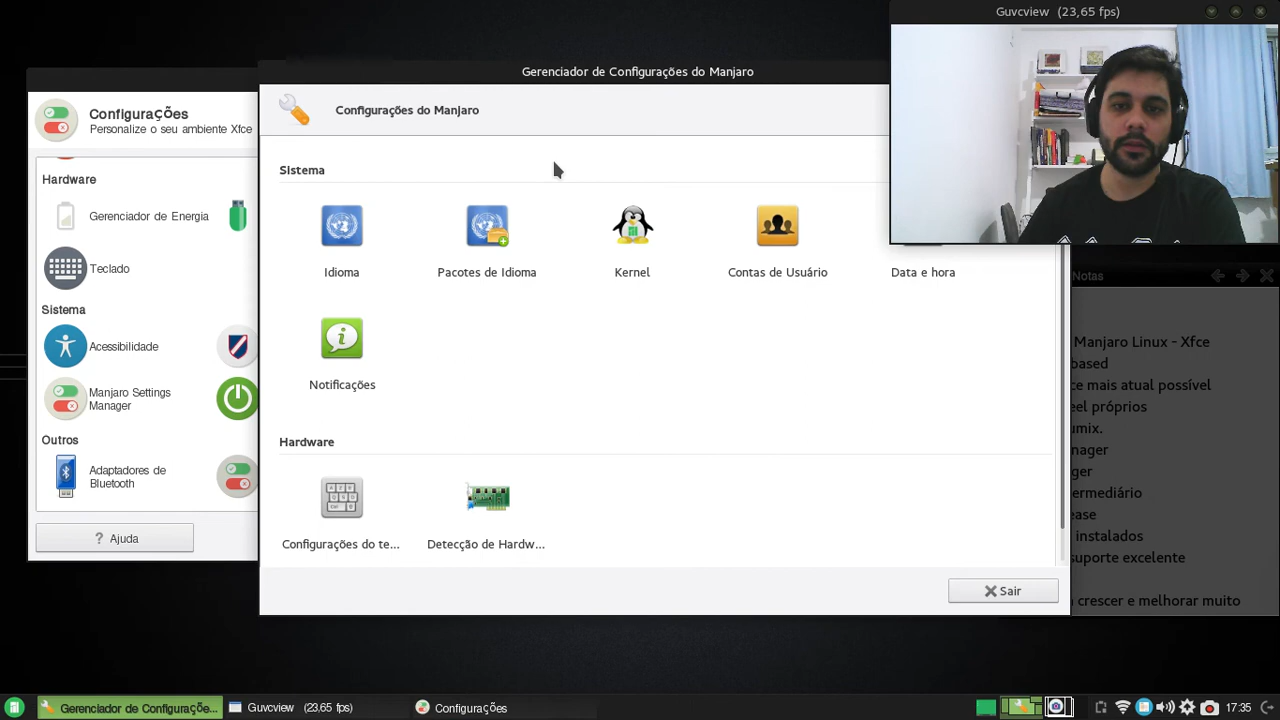 Guvcview (23,65 fps)
Gerenciador de Configurações do Manjaro
Configurações
Personalize o seu ambiente Xfce
Configurações do Manjaro
Hardware
Gerenciador de Energia
Teclado
Sistema
Acessibilidade
Manjaro Settings
Manager
Outros
Adaptadores de
Bluetooth
? Ajuda
Sistema
Idioma
Pacotes de Idioma
Kernel
Contas de Usuário
Data e hora
Notificações
Hardware
Configurações do te...
Detecção de Hardw...
Sair
Notas
Manjaro Linux - Xfce
based
ce mais atual possível
eel próprios
umix.
nager
ger
ermediário
ease
instalados
suporte excelente
crescer e melhorar muito
Gerenciador de Configuraçõe...
Guvcview (23,65 fps)
Configurações
17:35